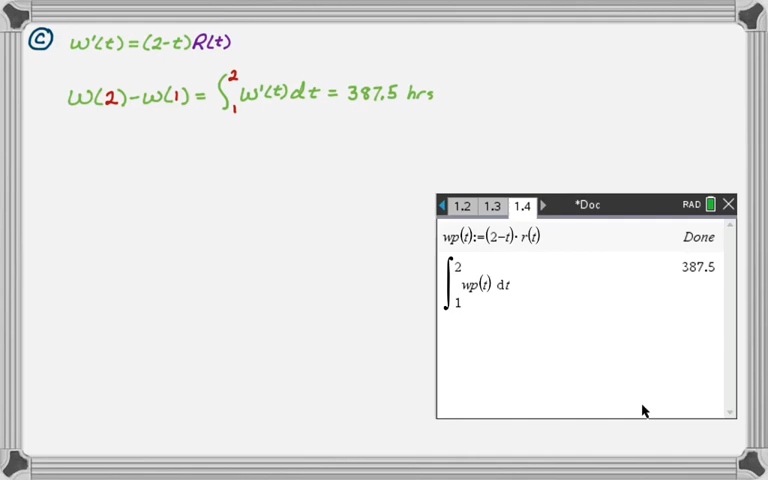 C w'(t) = (2-t)R(t)
w(2)-w(1) = ∫₁² w'(t)dt = 387.5 hrs
1.2 1.3 1.4 *Doc RAD
wp(t):=(2-t)·r(t) Done
∫₁² wp(t) dt 387.5